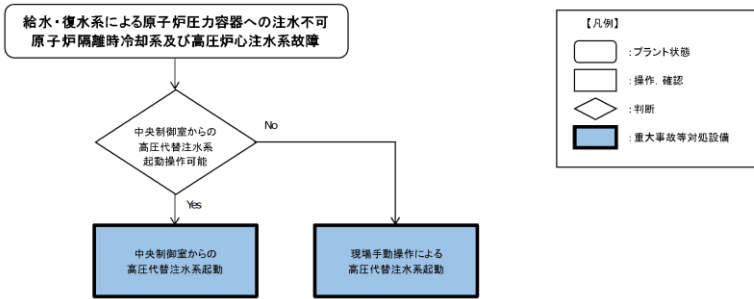 給水・復水系による原子炉圧力容器への注水不可
原子炉隔離時冷却系及び高圧炉心注水系故障
中央制御室からの
高圧代替注水系
起動操作可能
No
Yes
中央制御室からの
高圧代替注水系起動
現場手動操作による
高圧代替注水系起動
【凡例】
：プラント状態
：操作、確認
：判断
：重大事故等対処設備